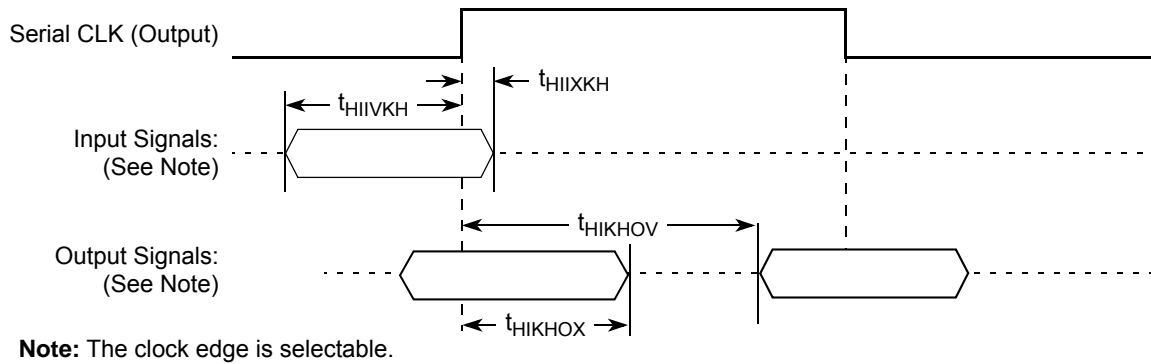 Serial CLK (Output)
tHIIXKH
tHIIVKH
Input Signals:
(See Note)
tHIKHOV
Output Signals:
(See Note)
tHIKHOX
Note: The clock edge is selectable.